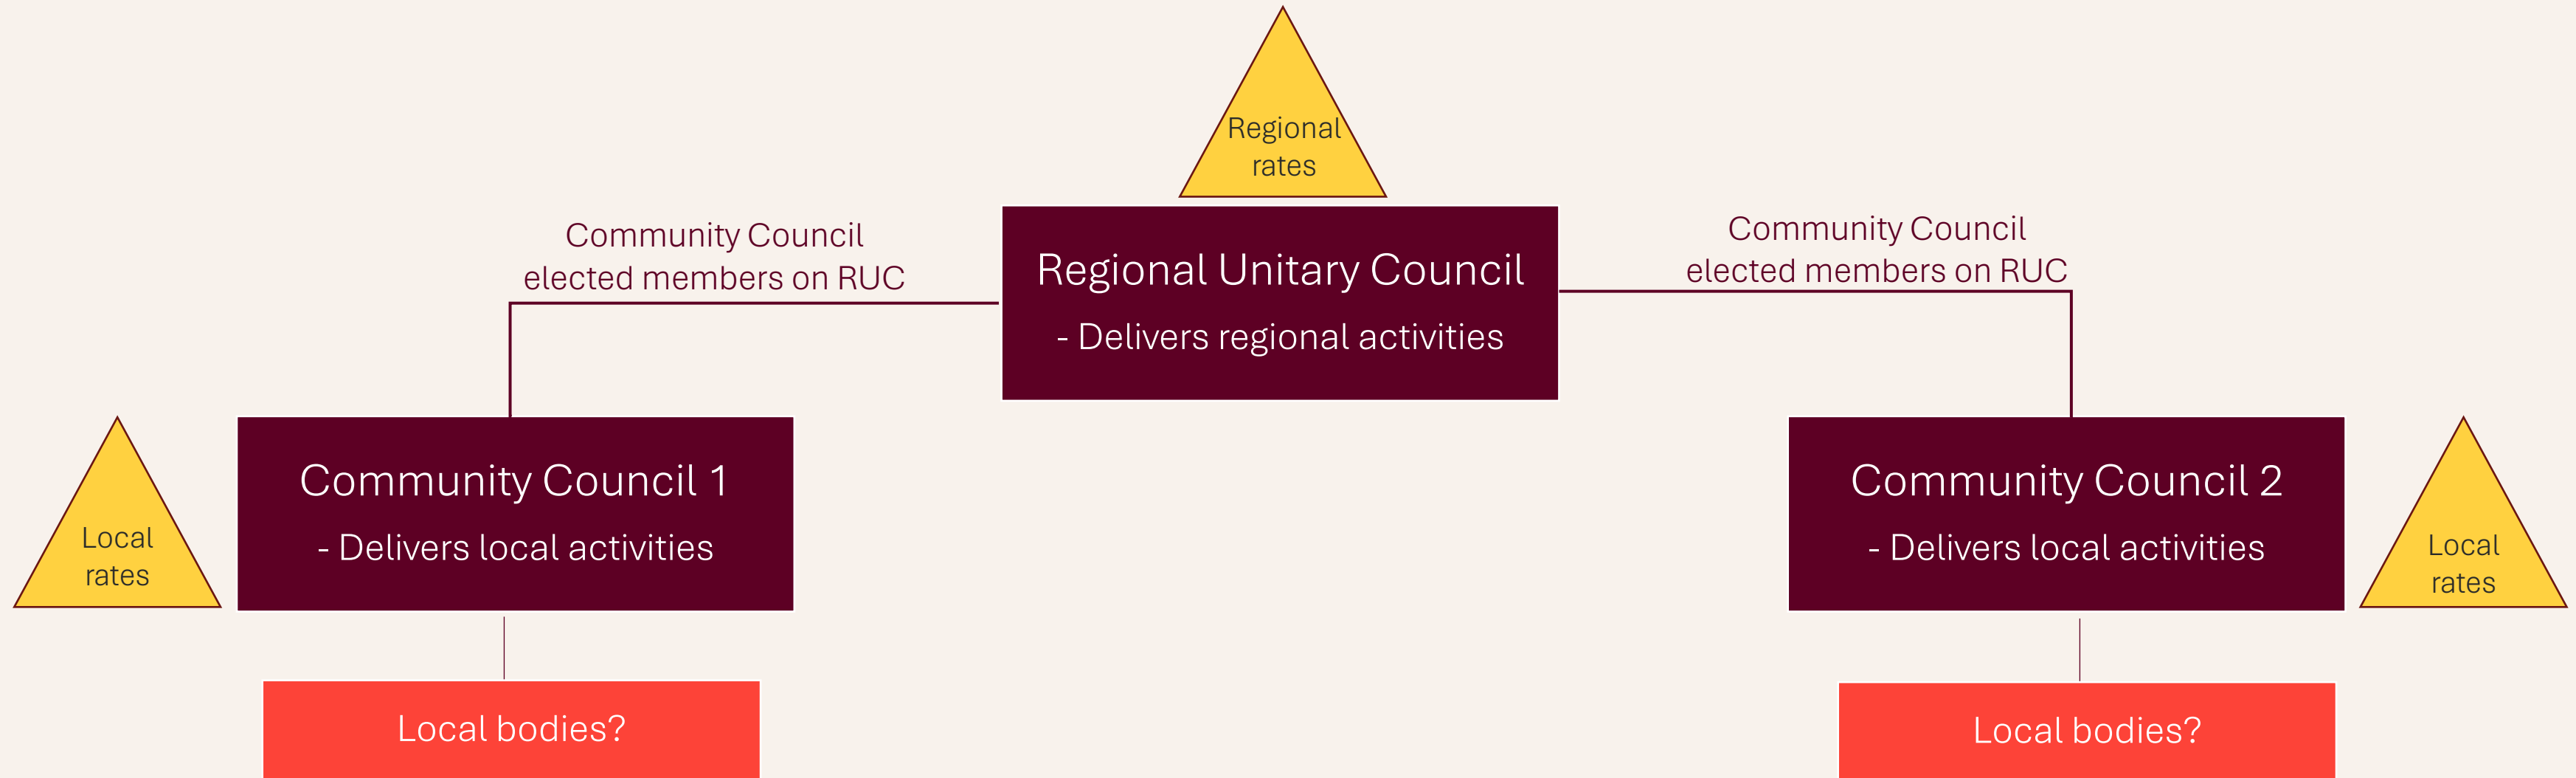 Regional
rates
Community Council
elected members on RUC
Regional Unitary Council
- Delivers regional activities
Community Council
elected members on RUC
Local
rates
Community Council 1
- Delivers local activities
Community Council 2
- Delivers local activities
Local
rates
Local bodies?
Local bodies?